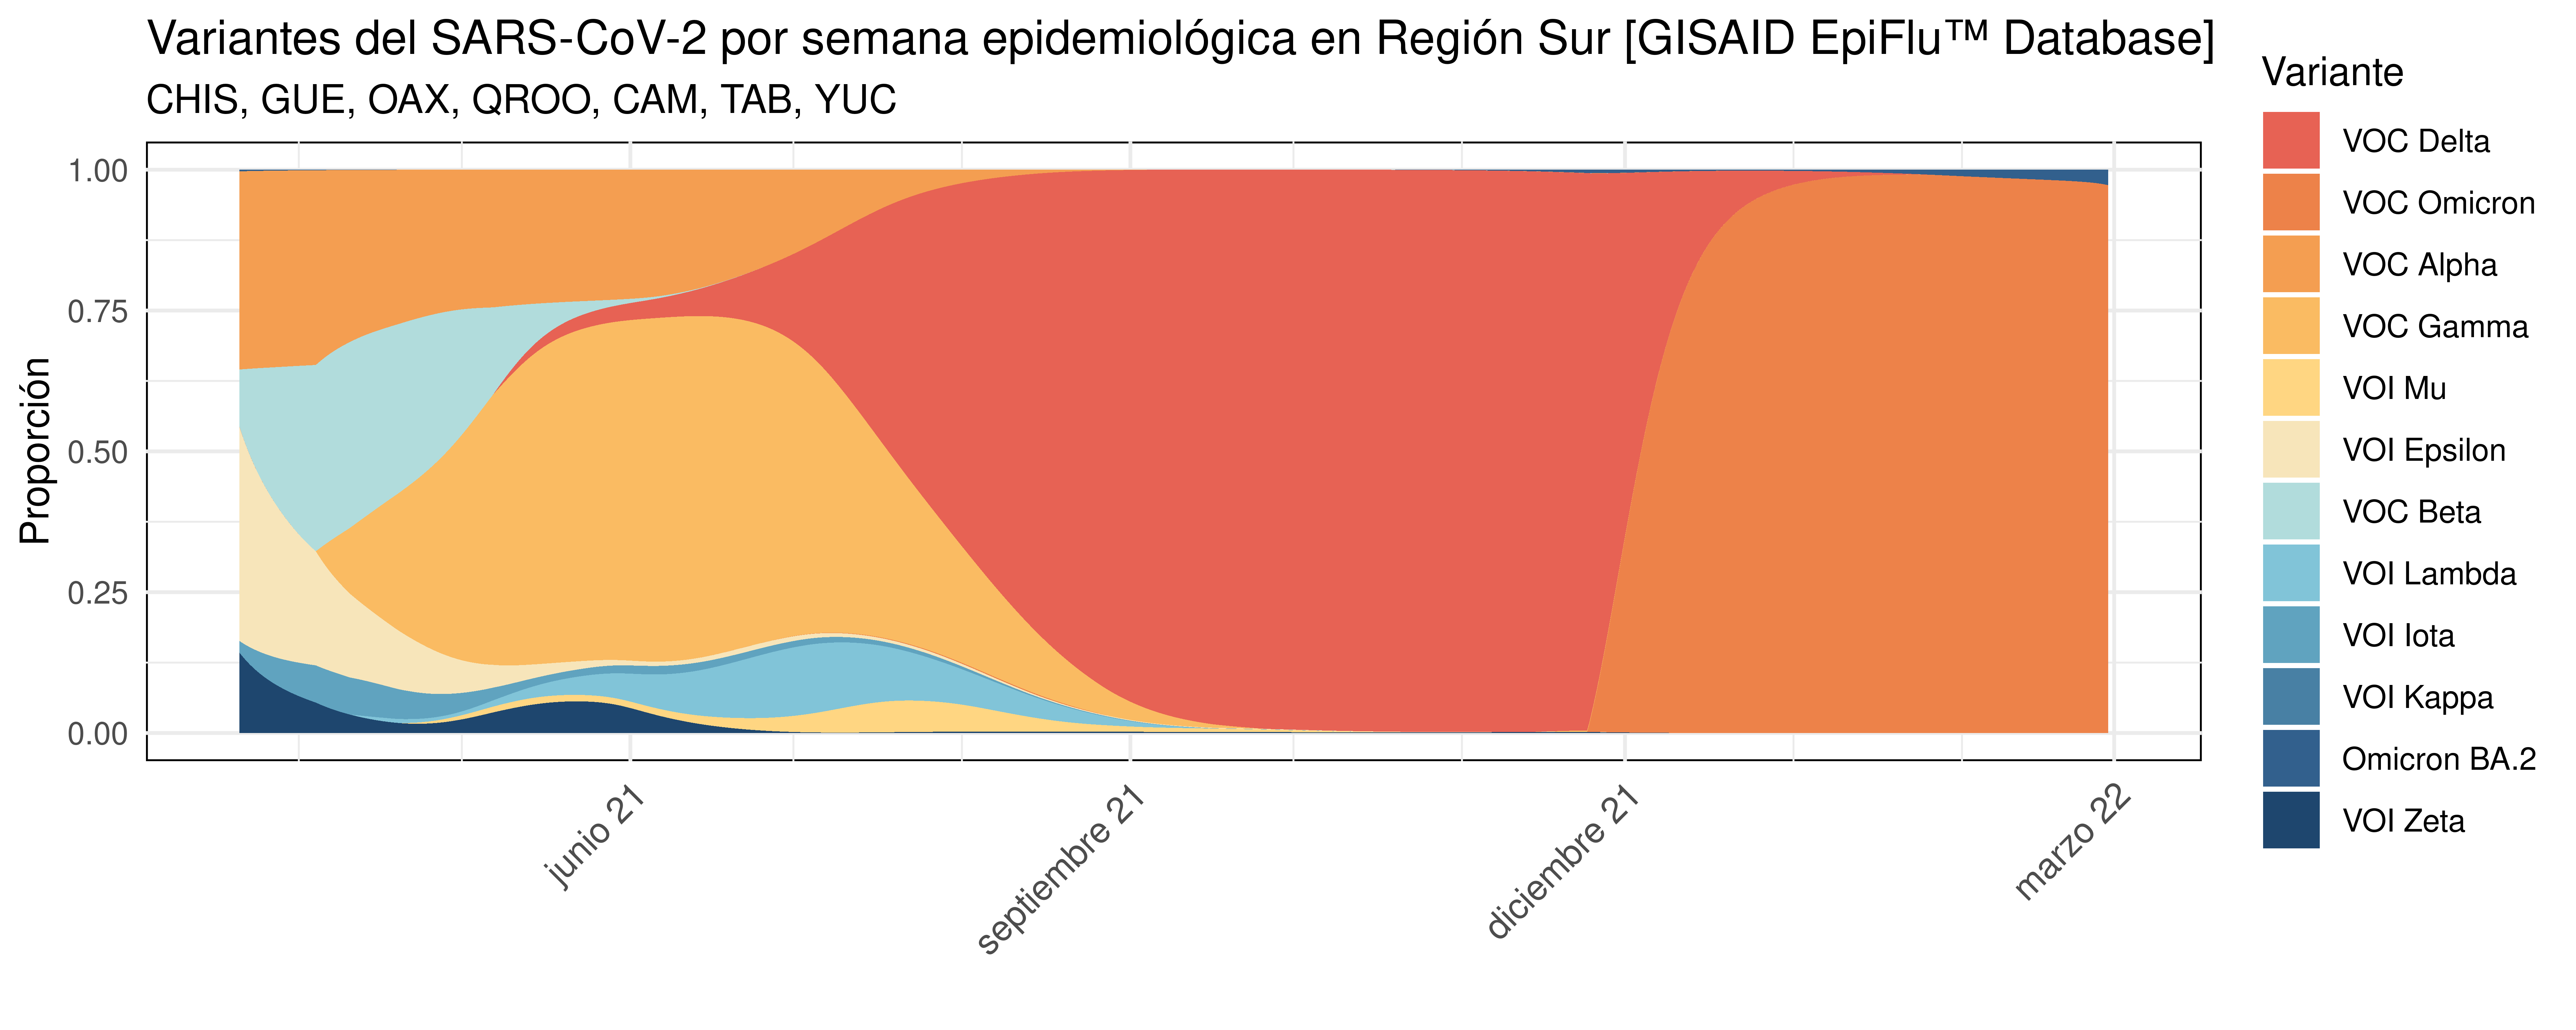 Variantes del SARS-CoV-2 por semana epidemiológica en Región Sur [GISAID EpiFlu™ Database]
CHIS, GUE, OAX, QROO, CAM, TAB, YUC
Proporción
1.00
0.75
0.50
0.25
0.00
junio 21
septiembre 21
diciembre 21
marzo 22
Variante
VOC Delta
VOC Omicron
VOC Alpha
VOC Gamma
VOI Mu
VOI Epsilon
VOC Beta
VOI Lambda
VOI Iota
VOI Kappa
Omicron BA.2
VOI Zeta